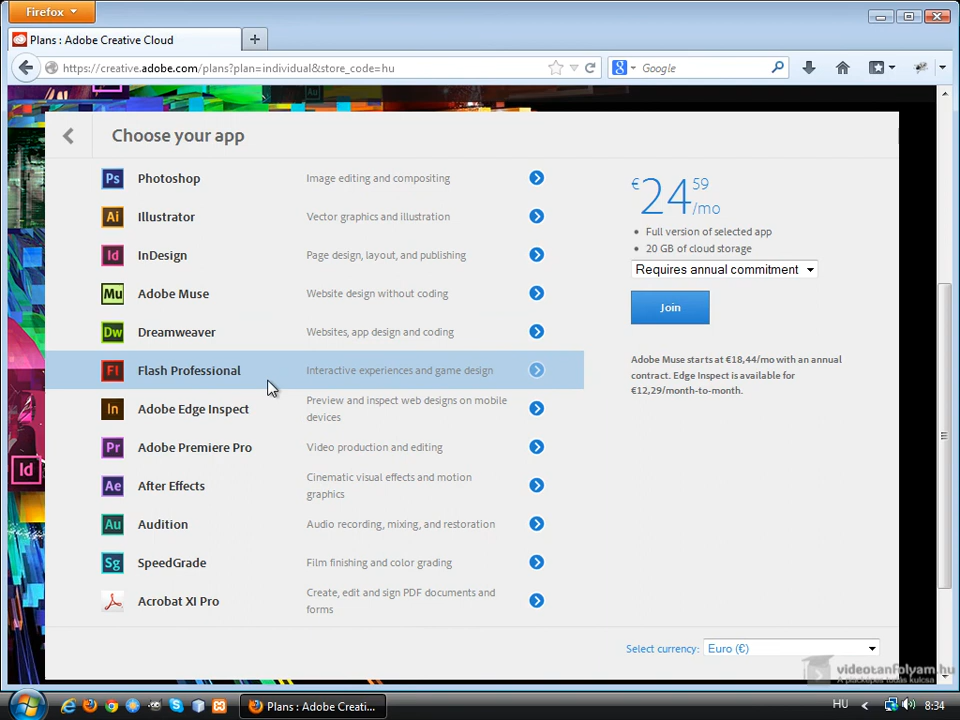 Firefox
Plans : Adobe Creative Cloud
https://creative.adobe.com/plans?plan=individual&store_code=hu
Google
Choose your app
Ps Photoshop Image editing and compositing
Ai Illustrator Vector graphics and illustration
Id InDesign Page design, layout, and publishing
Mu Adobe Muse Website design without coding
Dw Dreamweaver Websites, app design and coding
Fl Flash Professional Interactive experiences and game design
In Adobe Edge Inspect Preview and inspect web designs on mobile
devices
Pr Adobe Premiere Pro Video production and editing
Ae After Effects Cinematic visual effects and motion
graphics
Au Audition Audio recording, mixing, and restoration
Sg SpeedGrade Film finishing and color grading
Acrobat XI Pro Create, edit and sign PDF documents and
forms
€24 59 /mo
Full version of selected app
20 GB of cloud storage
Requires annual commitment
Join
Adobe Muse starts at €18,44/mo with an annual
contract. Edge Inspect is available for
€12,29/month-to-month.
Select currency: Euro (€)
Id
videotanfolyam.hu
A gyakorlati tudás kulcsa
Plans : Adobe Creati...
HU
8:34